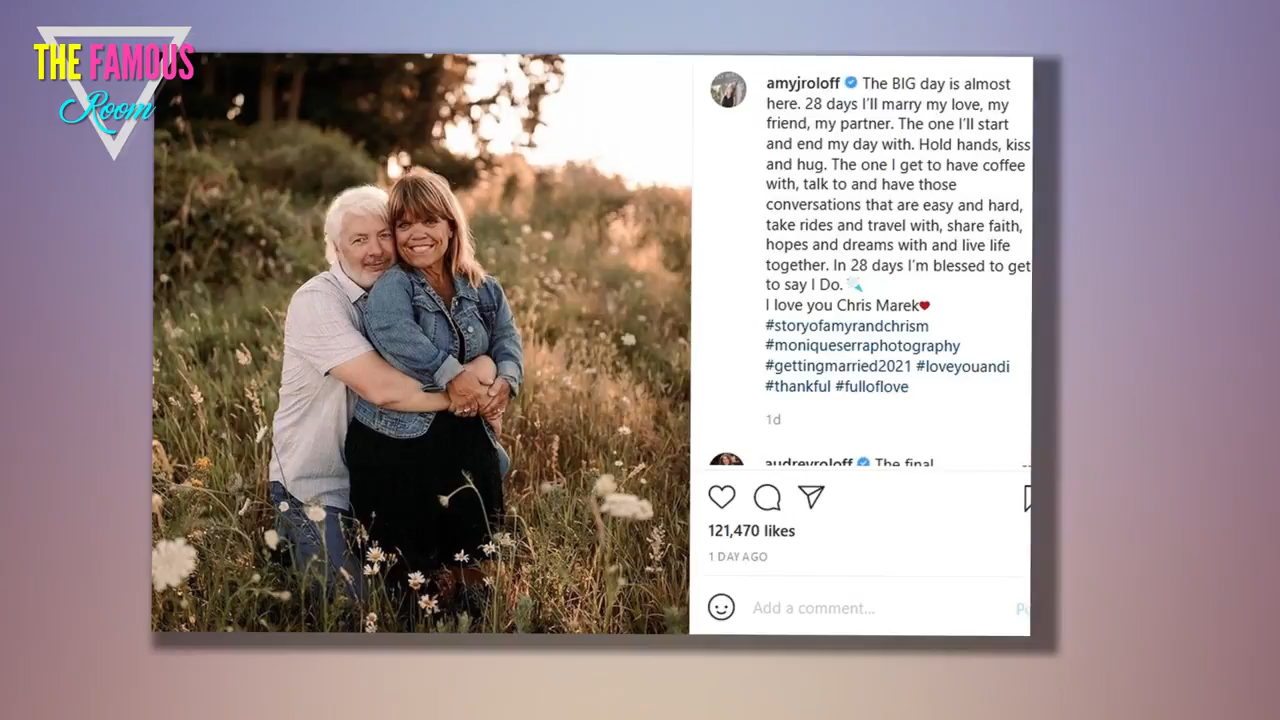 THE FAMOUS
Room
amyjroloff The BIG day is almost
here. 28 days I'll marry my love, my
friend, my partner. The one I'll start
and end my day with. Hold hands, kiss
and hug. The one I get to have coffee
with, talk to and have those
conversations that are easy and hard,
take rides and travel with, share faith,
hopes and dreams with and live life
together. In 28 days I'm blessed to get
to say I Do.
I love you Chris Marek
#storyofamyrandchrism
#moniqueserraphotography
#gettingmarried2021 #loveyouandi
#thankful #fulloflove
1d
audreyroloff The final
121,470 likes
1 DAY AGO
Add a comment...